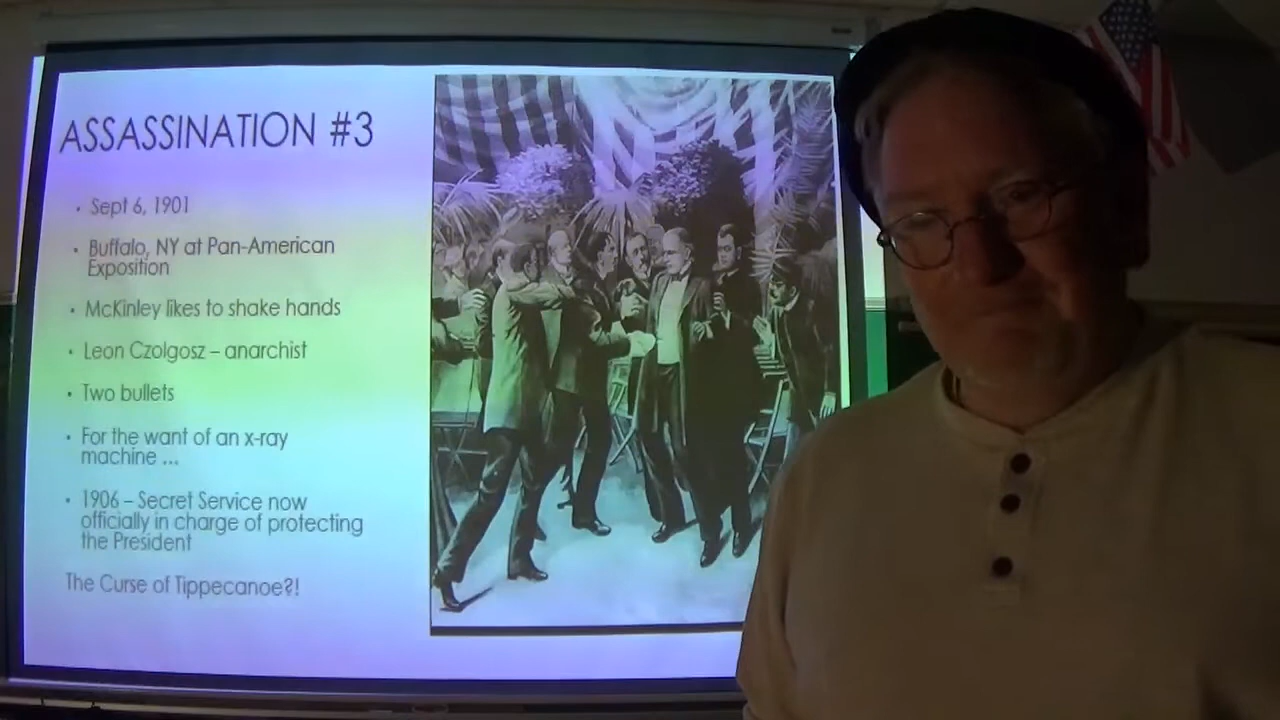 ASSASSINATION #3
• Sept 6, 1901
• Buffalo, NY at Pan-American
Exposition
• McKinley likes to shake hands
• Leon Czolgosz – anarchist
• Two bullets
• For the want of an x-ray
machine ...
• 1906 – Secret Service now
officially in charge of protecting
the President
The Curse of Tippecanoe?!